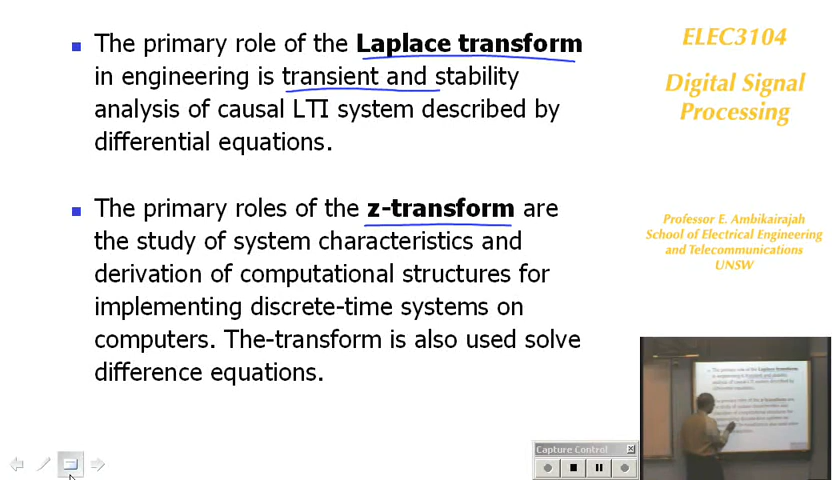 The primary role of the Laplace transform
in engineering is transient and stability
analysis of causal LTI system described by
differential equations.
The primary roles of the z-transform are
the study of system characteristics and
derivation of computational structures for
implementing discrete-time systems on
computers. The-transform is also used solve
difference equations.
ELEC3104
Digital Signal
Processing
Professor E. Ambikairajah
School of Electrical Engineering
and Telecommunications
UNSW
Capture Control